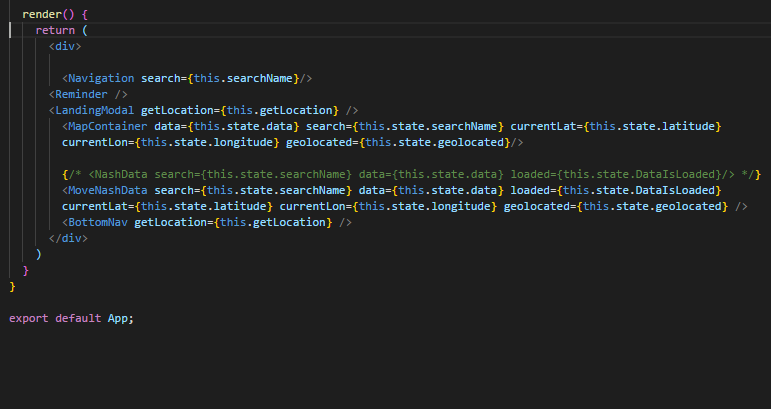 render() {
return (
<div>
<Navigation search={this.searchName}/>
<Reminder />
<LandingModal getLocation={this.getLocation} />
<MapContainer data={this.state.data} search={this.state.searchName} currentLat={this.state.latitude}
currentLon={this.state.longitude} geolocated={this.state.geolocated}/>
{/* <NashData search={this.state.searchName} data={this.state.data} loaded={this.state.DataIsLoaded}/> */}
<MoveNashData search={this.state.searchName} data={this.state.data} loaded={this.state.DataIsLoaded}
currentLat={this.state.latitude} currentLon={this.state.longitude} geolocated={this.state.geolocated} />
<BottomNav getLocation={this.getLocation} />
</div>
)
}
}
export default App;